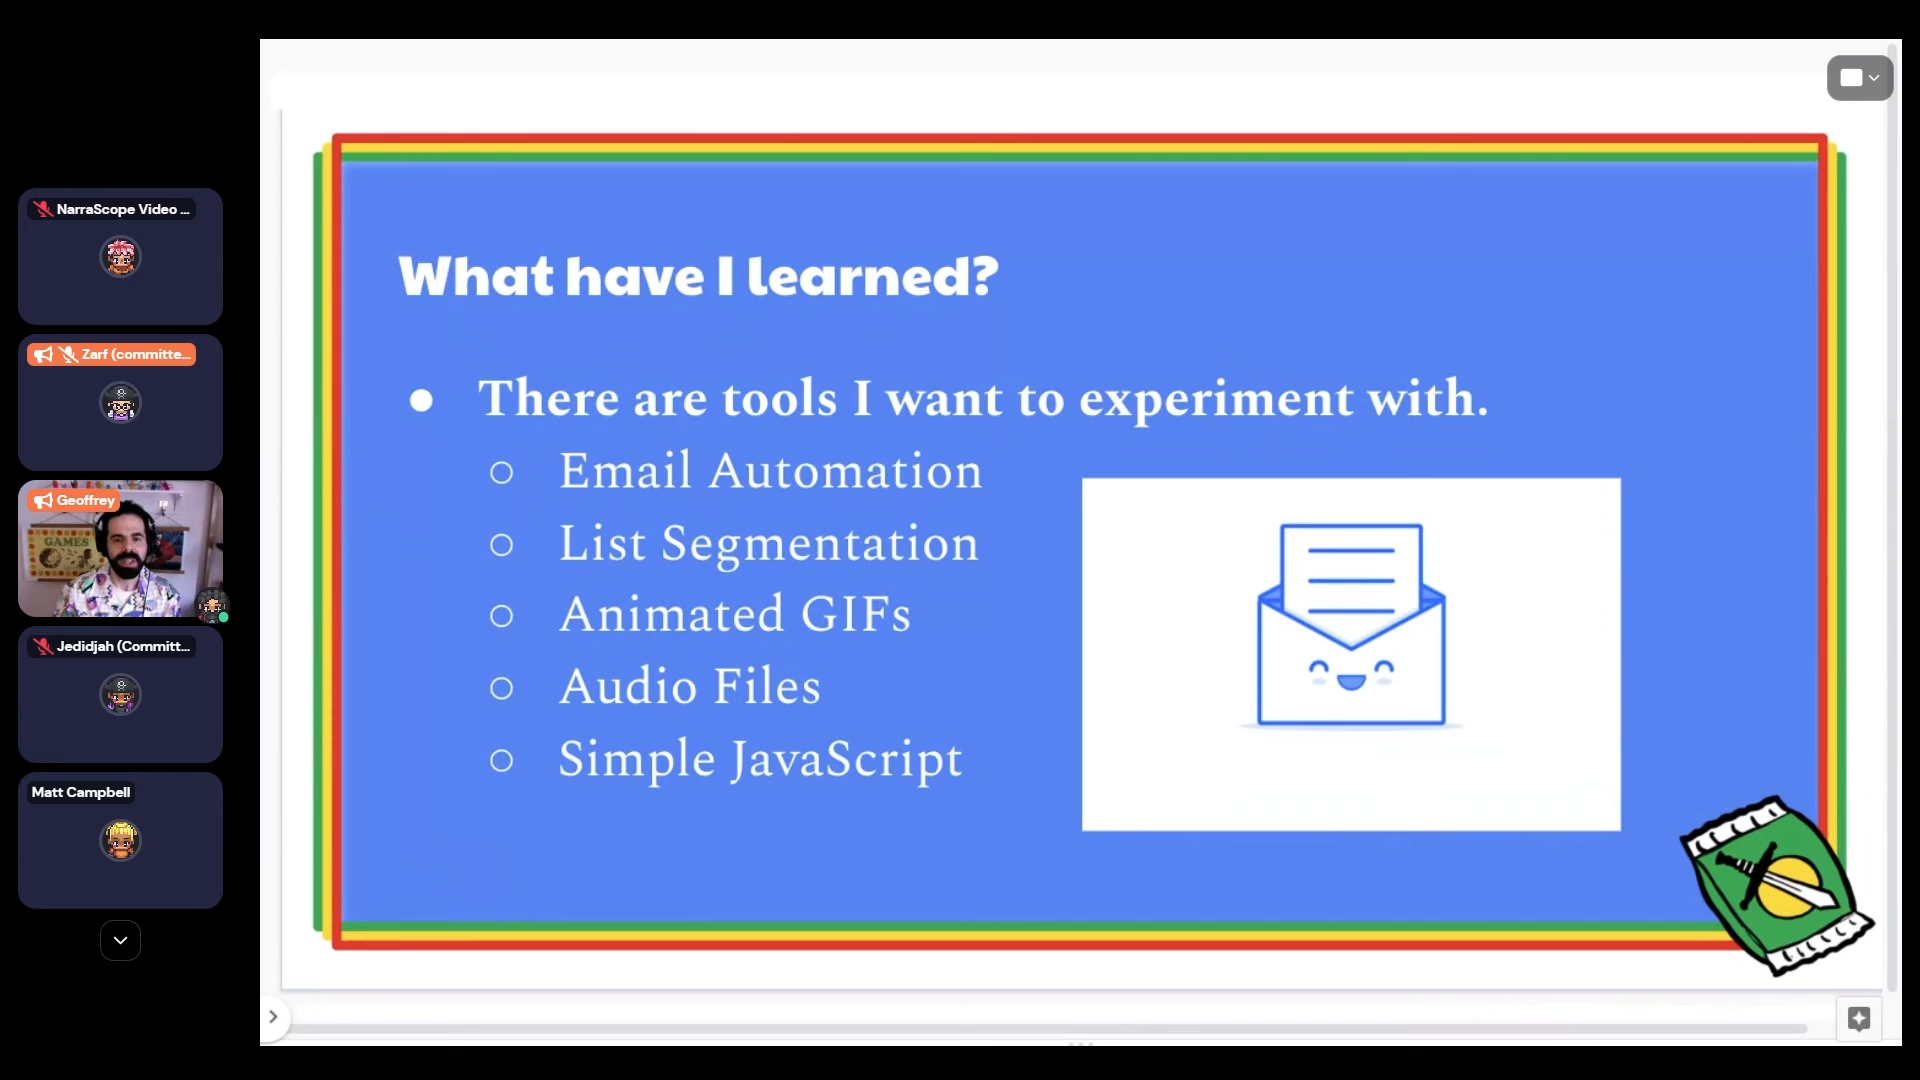 NarraScope Video ...
Zarf (committe...
Geoffrey
GAMES
Jedidjah (Committ...
Matt Campbell
What have I learned?
● There are tools I want to experiment with.
○ Email Automation
○ List Segmentation
○ Animated GIFs
○ Audio Files
○ Simple JavaScript